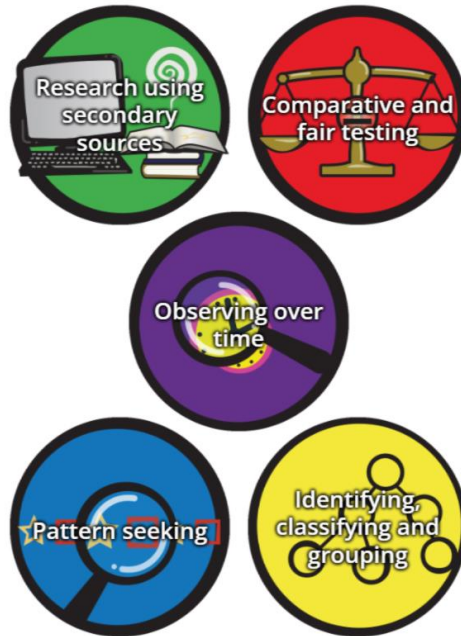 Research using
secondary
sources
Comparative and
fair testing
Observing over
time
Pattern seeking
Identifying,
classifying and
grouping